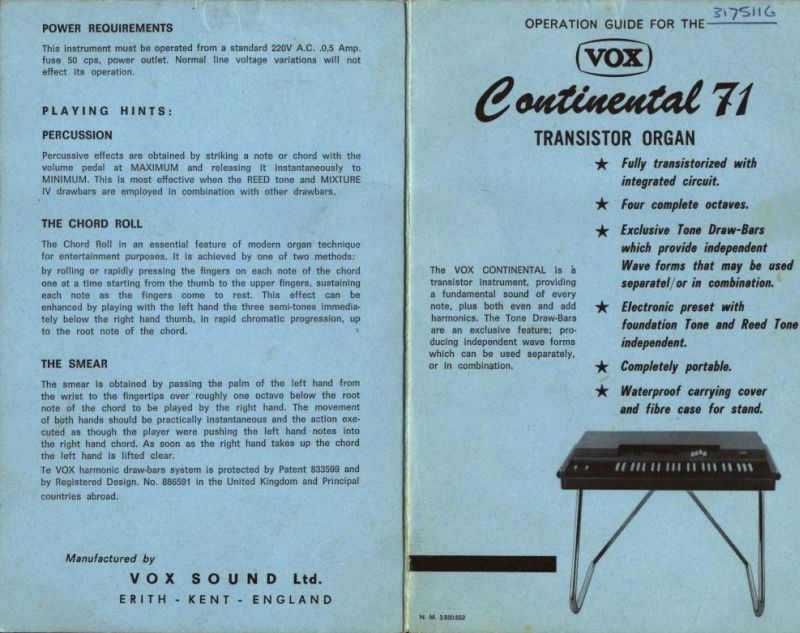 POWER REQUIREMENTS
This instrument must be operated from a standard 220V A.C. .0,5 Amp.
fuse 50 cps, power outlet. Normal line voltage variations will not
effect its operation.
PLAYING HINTS:
PERCUSSION
Percussive effects are obtained by striking a note or chord with the
volume pedal at MAXIMUM and releasing it instantaneously to
MINIMUM. This is most effective when the REED tone and MIXTURE
IV drawbars are employed in combination with other drawbars.
THE CHORD ROLL
The Chord Roll in an essential feature of modern organ technique
for entertainment purposes. It is achieved by one of two methods:
by rolling or rapidly pressing the fingers on each note of the chord
one at a time starting from the thumb to the upper fingers, sustaining
each note as the fingers come to rest. This effect can be
enhanced by playing with the left hand the three semi-tones immedia-
tely below the right hand thumb, in rapid chromatic progression, up
to the root note of the chord.
THE SMEAR
The smear is obtained by passing the palm of the left hand from
the wrist to the fingertips over roughly one octave below the root
note of the chord to be played by the right hand. The movement
of both hands should be practically instantaneous and the action exe-
cuted as though the player were pushing the left hand notes into
the right hand chord. As soon as the right hand takes up the chord
the left hand is lifted clear.
Te VOX harmonic draw-bars system is protected by Patent 833599 and
by Registered Design. No. 886591 in the United Kingdom and Principal
countries abroad.
Manufactured by
VOX SOUND Ltd.
ERITH - KENT - ENGLAND
317511G
OPERATION GUIDE FOR THE
VOX
Continental 71
TRANSISTOR ORGAN
★ Fully transistorized with
integrated circuit.
★ Four complete octaves.
★ Exclusive Tone Draw-Bars
which provide independent
Wave forms that may be used
separatel/or in combination.
★ Electronic preset with
foundation Tone and Reed Tone
independent.
★ Completely portable.
★ Waterproof carrying cover
and fibre case for stand.
The VOX CONTINENTAL is a
transistor instrument, providing
a fundamental sound of every
note, plus both even and add
harmonics. The Tone Draw-Bars
are an exclusive feature; pro-
ducing independent wave forms
which can be used separately,
or in combination.
N. M. 3.930.652